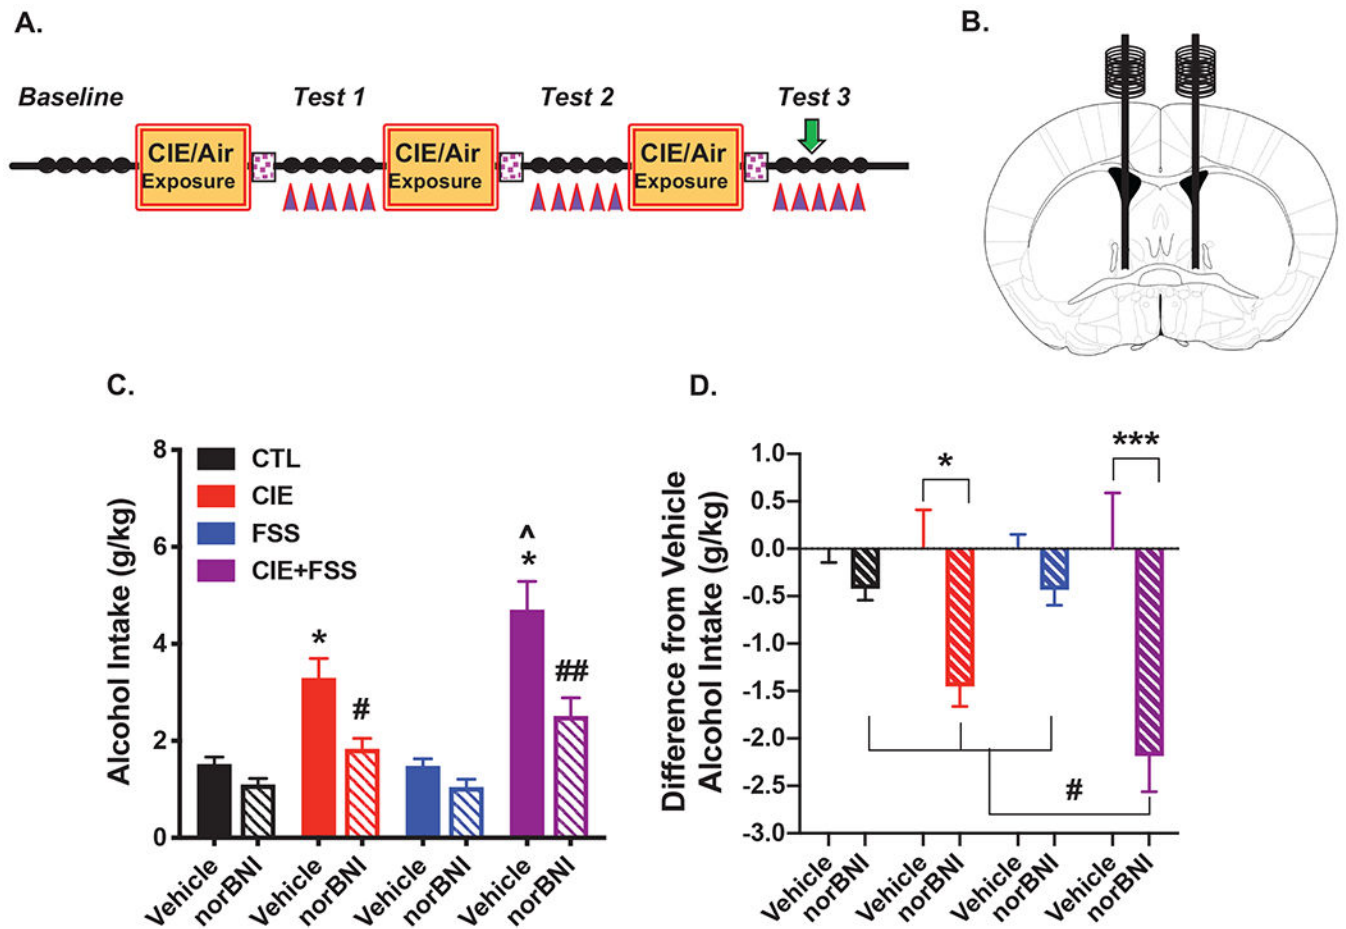 A.
B.
Baseline
Test 1
Test 2
Test 3
CIE/Air
Exposure
CIE/Air
Exposure
CIE/Air
Exposure
C.
Alcohol Intake (g/kg)
8
6
4
2
0
CTL
CIE
FSS
CIE+FSS
*
#
^
*
##
Vehicle
norBNI
Vehicle
norBNI
Vehicle
norBNI
Vehicle
norBNI
D.
Difference from Vehicle
Alcohol Intake (g/kg)
1.0
0.5
0.0
-0.5
-1.0
-1.5
-2.0
-2.5
-3.0
*
***
#
Vehicle
norBNI
Vehicle
norBNI
Vehicle
norBNI
Vehicle
norBNI